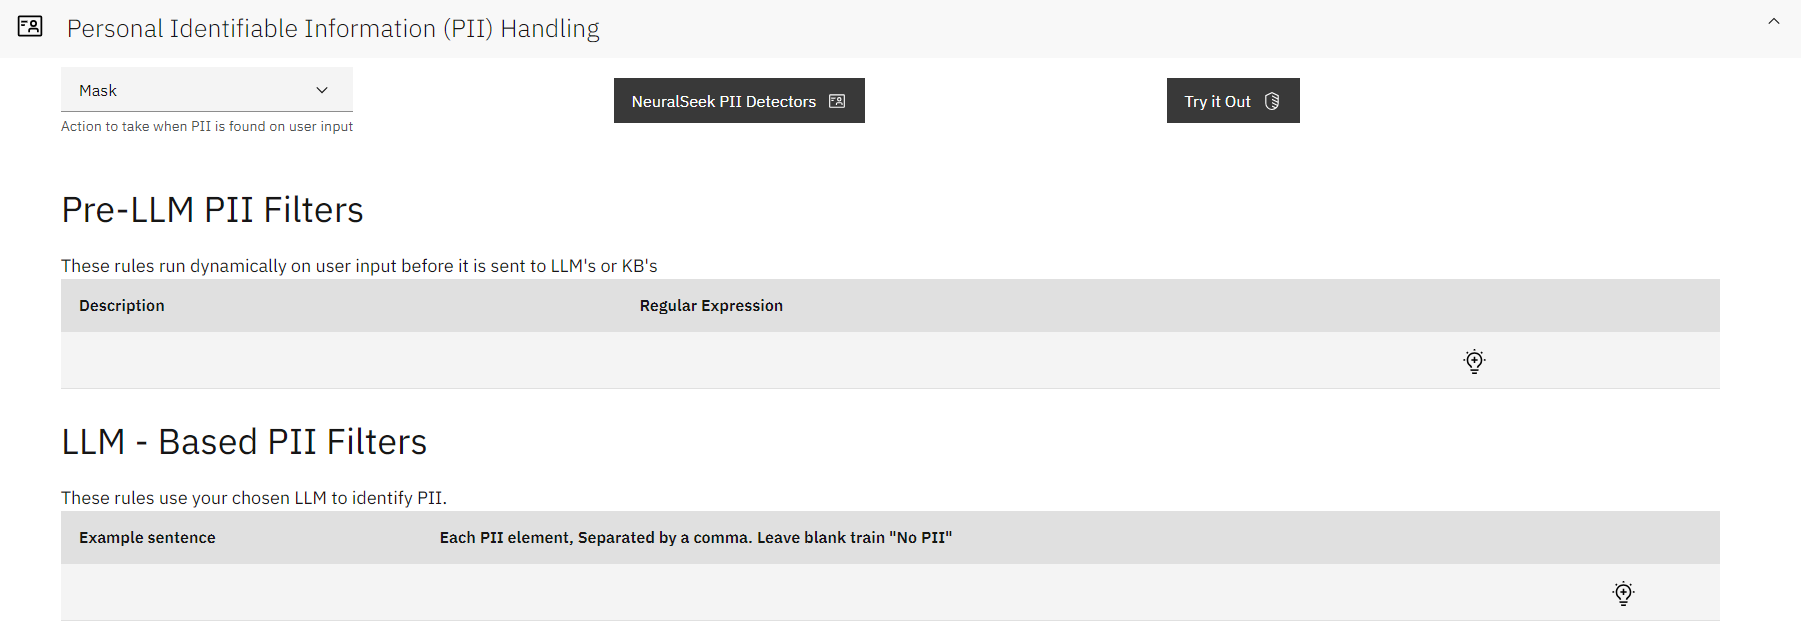 Personal Identifiable Information (PII) Handling
Mask
Action to take when PII is found on user input
NeuralSeek PII Detectors
Try it Out
Pre-LLM PII Filters
These rules run dynamically on user input before it is sent to LLM's or KB's
Description Regular Expression
LLM - Based PII Filters
These rules use your chosen LLM to identify PII.
Example sentence Each PII element, Separated by a comma. Leave blank train "No PII"